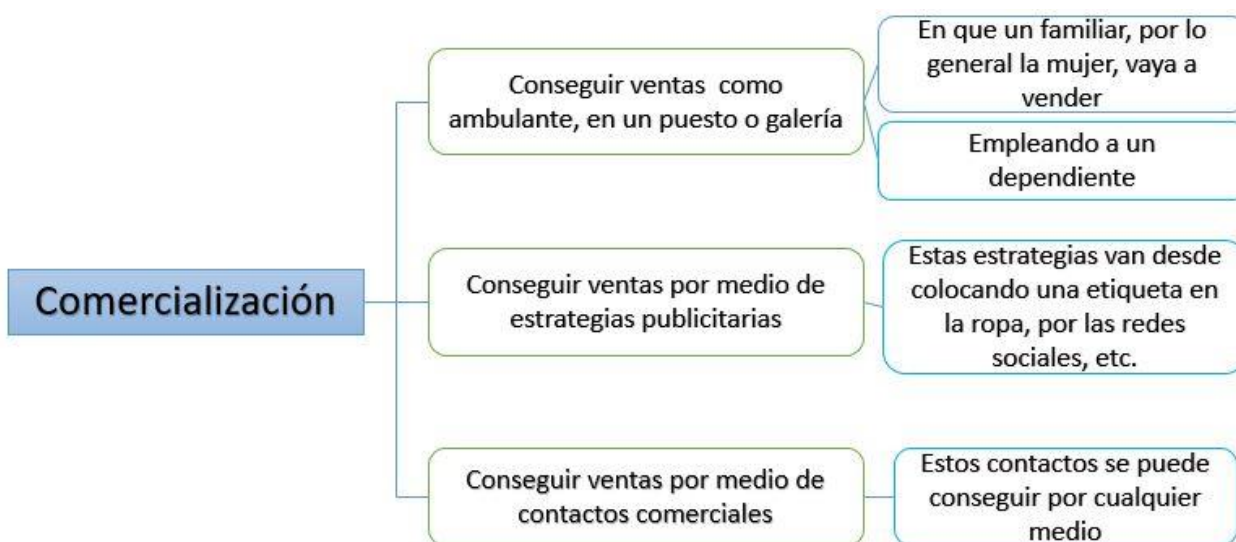 Comercialización
Conseguir ventas como
ambulante, en un puesto o galería
En que un familiar, por lo
general la mujer, vaya a
vender
Empleando a un
dependiente
Conseguir ventas por medio de
estrategias publicitarias
Estas estrategias van desde
colocando una etiqueta en
la ropa, por las redes
sociales, etc.
Conseguir ventas por medio de
contactos comerciales
Estos contactos se puede
conseguir por cualquier
medio